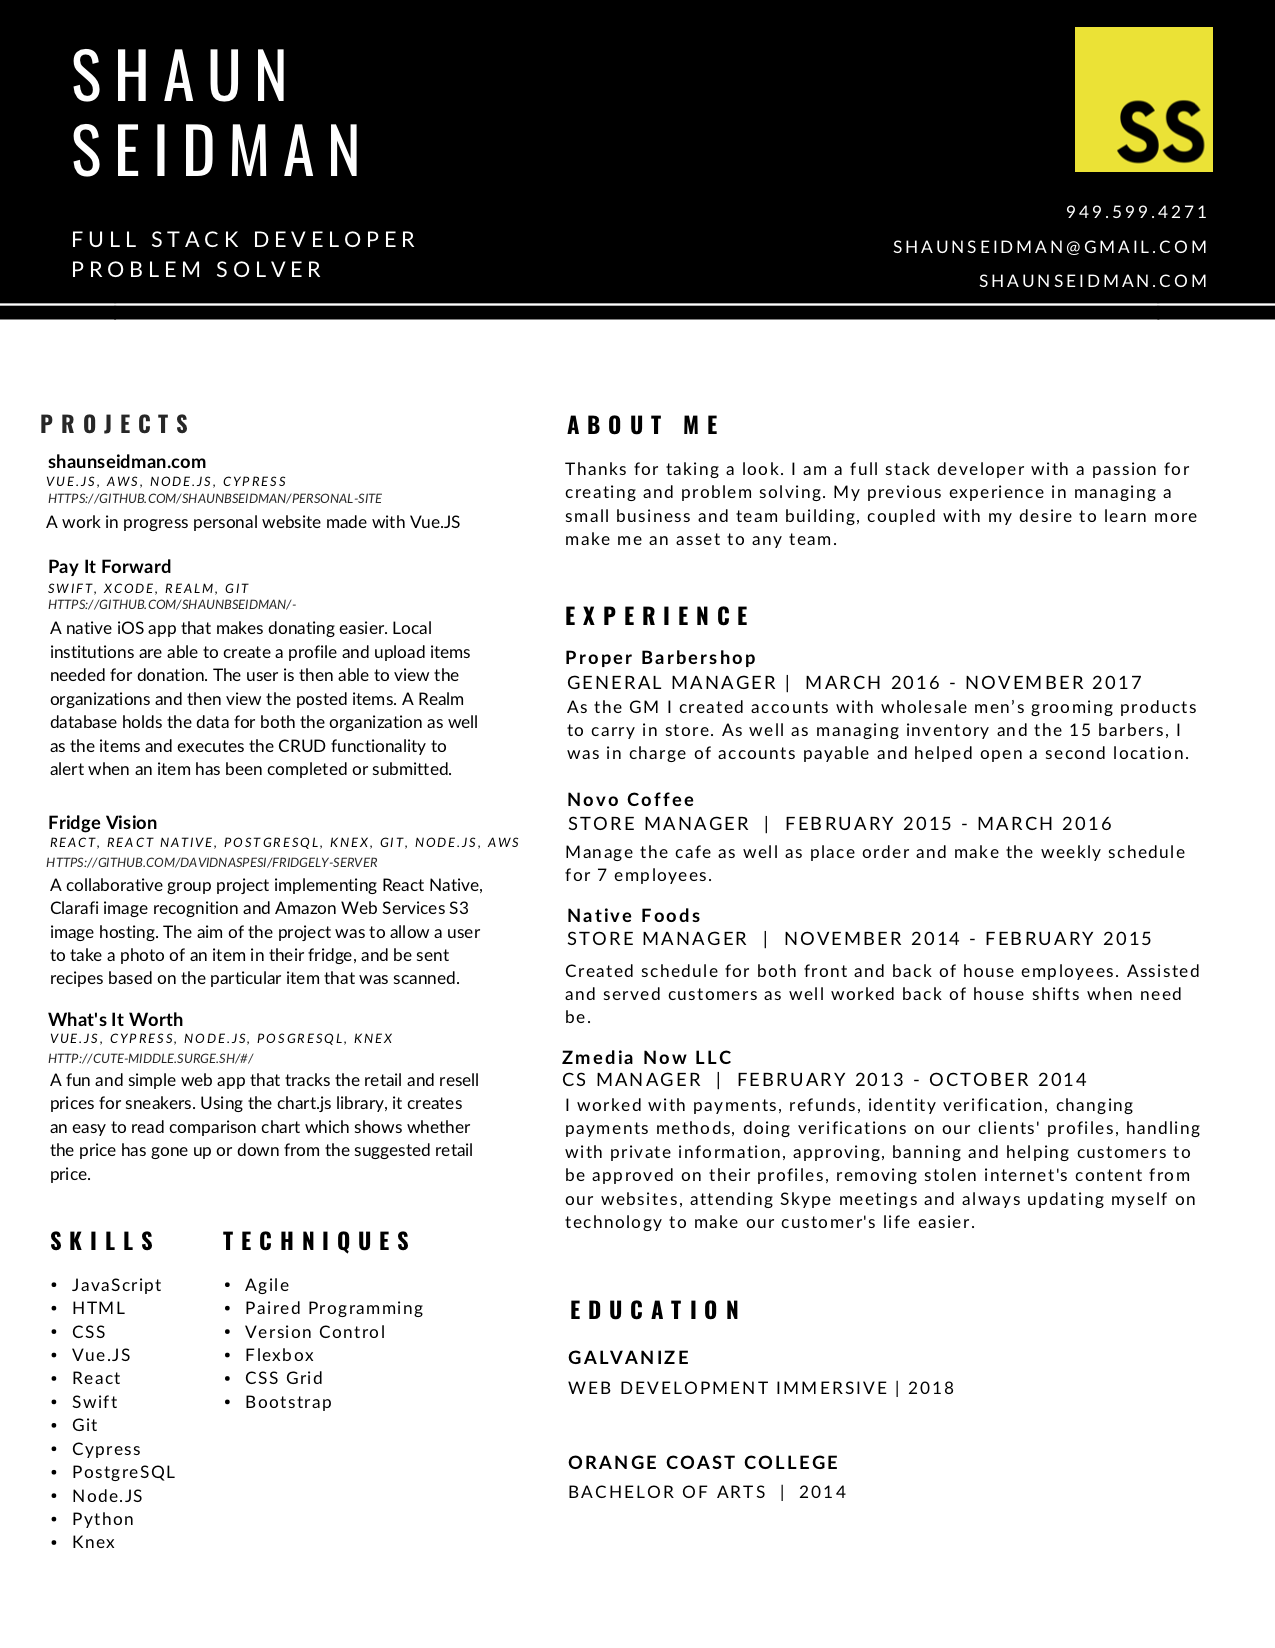 SHAUN
SEIDMAN
FULL STACK DEVELOPER
PROBLEM SOLVER
SS
949.599.4271
SHAUNSEIDMAN@GMAIL.COM
SHAUNSEIDMAN.COM
PROJECTS
shaunseidman.com
VUE.JS, AWS, NODE.JS, CYPRESS
HTTPS://GITHUB.COM/SHAUNBSEIDMAN/PERSONAL-SITE
A work in progress personal website made with Vue.JS
Pay It Forward
SWIFT, XCODE, REALM, GIT
HTTPS://GITHUB.COM/SHAUNBSEIDMAN/-
A native iOS app that makes donating easier. Local
institutions are able to create a profile and upload items
needed for donation. The user is then able to view the
organizations and then view the posted items. A Realm
database holds the data for both the organization as well
as the items and executes the CRUD functionality to
alert when an item has been completed or submitted.
Fridge Vision
REACT, REACT NATIVE, POSTGRESQL, KNEX, GIT, NODE.JS, AWS
HTTPS://GITHUB.COM/DAVIDNASPESI/FRIDGELY-SERVER
A collaborative group project implementing React Native,
Clarafi image recognition and Amazon Web Services S3
image hosting. The aim of the project was to allow a user
to take a photo of an item in their fridge, and be sent
recipes based on the particular item that was scanned.
What's It Worth
VUE.JS, CYPRESS, NODE.JS, POSGRESQL, KNEX
HTTP://CUTE-MIDDLE.SURGE.SH/#/
A fun and simple web app that tracks the retail and resell
prices for sneakers. Using the chart.js library, it creates
an easy to read comparison chart which shows whether
the price has gone up or down from the suggested retail
price.
SKILLS
• JavaScript
• HTML
• CSS
• Vue.JS
• React
• Swift
• Git
• Cypress
• PostgreSQL
• Node.JS
• Python
• Knex
TECHNIQUES
• Agile
• Paired Programming
• Version Control
• Flexbox
• CSS Grid
• Bootstrap
ABOUT ME
Thanks for taking a look. I am a full stack developer with a passion for
creating and problem solving. My previous experience in managing a
small business and team building, coupled with my desire to learn more
make me an asset to any team.
EXPERIENCE
Proper Barbershop
GENERAL MANAGER | MARCH 2016 - NOVEMBER 2017
As the GM I created accounts with wholesale men’s grooming products
to carry in store. As well as managing inventory and the 15 barbers, I
was in charge of accounts payable and helped open a second location.
Novo Coffee
STORE MANAGER | FEBRUARY 2015 - MARCH 2016
Manage the cafe as well as place order and make the weekly schedule
for 7 employees.
Native Foods
STORE MANAGER | NOVEMBER 2014 - FEBRUARY 2015
Created schedule for both front and back of house employees. Assisted
and served customers as well worked back of house shifts when need
be.
Zmedia Now LLC
CS MANAGER | FEBRUARY 2013 - OCTOBER 2014
I worked with payments, refunds, identity verification, changing
payments methods, doing verifications on our clients' profiles, handling
with private information, approving, banning and helping customers to
be approved on their profiles, removing stolen internet's content from
our websites, attending Skype meetings and always updating myself on
technology to make our customer's life easier.
EDUCATION
GALVANIZE
WEB DEVELOPMENT IMMERSIVE | 2018
ORANGE COAST COLLEGE
BACHELOR OF ARTS | 2014